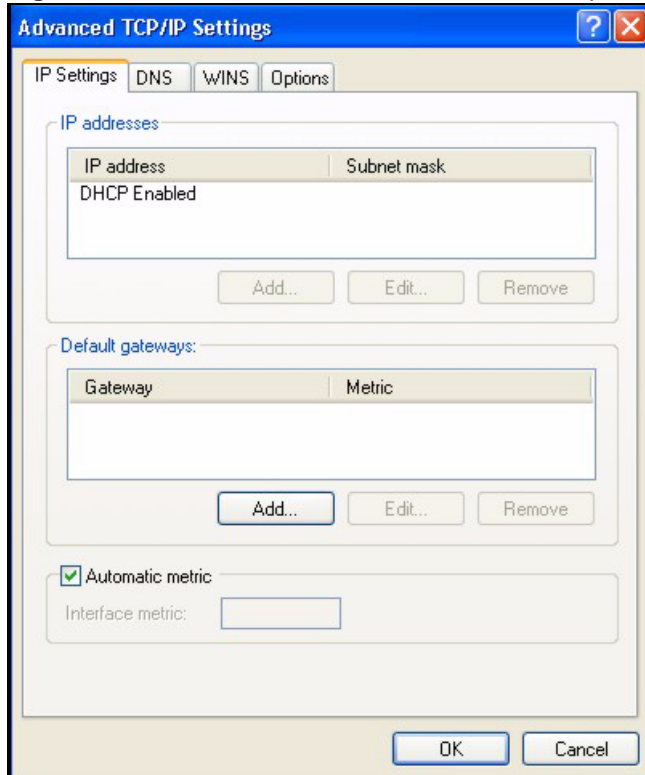 Advanced TCP/IP Settings
IP Settings DNS WINS Options
IP addresses
IP address Subnet mask
DHCP Enabled
Add... Edit... Remove
Default gateways:
Gateway Metric
Add... Edit... Remove
Automatic metric
Interface metric:
OK Cancel